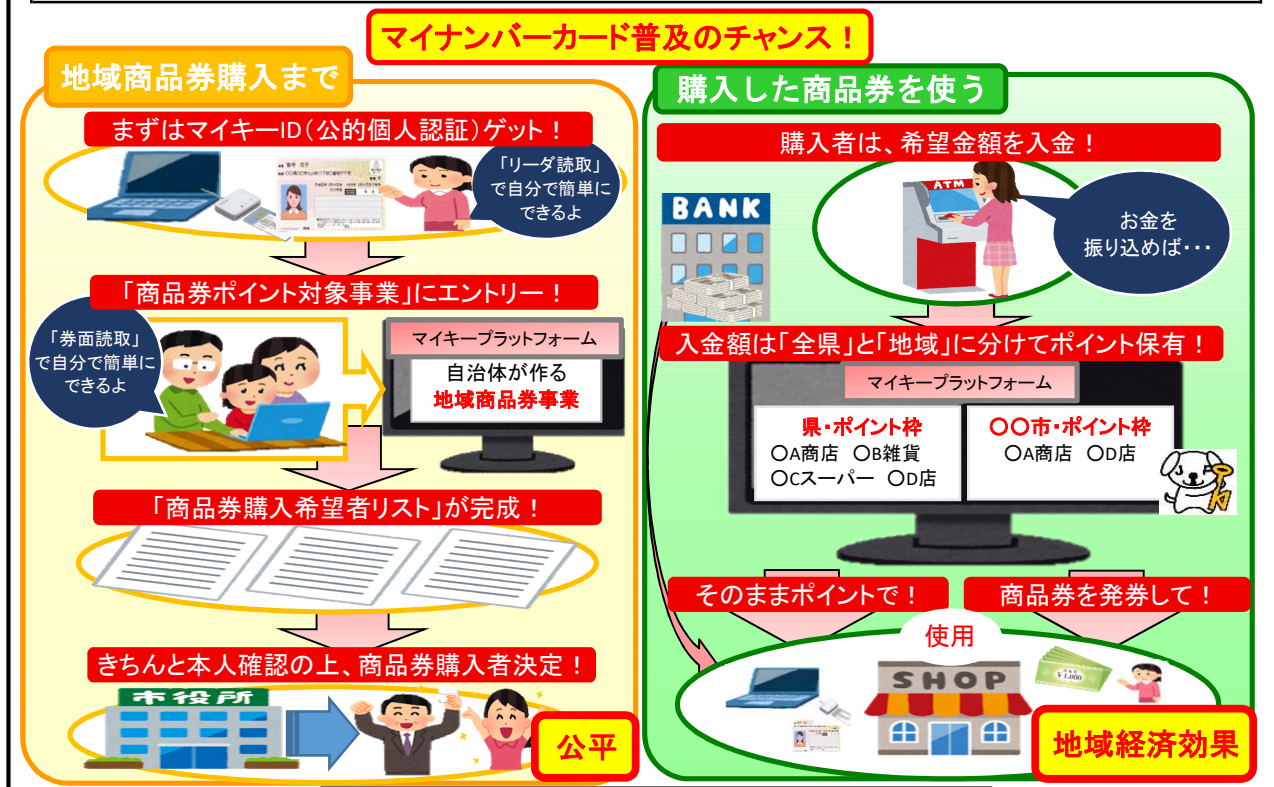 マイナンバーカード普及のチャンス！
地域商品券購入まで
まずはマイキーID（公的個人認証）ゲット！
「リーダ読取」
で自分で簡単に
できるよ
「商品券ポイント対象事業」にエントリー！
「券面読取」
で自分で簡単に
できるよ
マイキープラットフォーム
自治体が作る
地域商品券事業
「商品券購入希望者リスト」が完成！
きちんと本人確認の上、商品券購入者決定！
市役所
公平
購入した商品券を使う
購入者は、希望金額を入金！
BANK
ATM
お金を
振り込めば・・・
入金額は「全県」と「地域」に分けてポイント保有！
マイキープラットフォーム
県・ポイント枠
〇A商店 〇B雑貨
〇Cスーパー 〇D店
〇〇市・ポイント枠
〇A商店 〇D店
そのままポイントで！
商品券を発券して！
使用
SHOP
¥1,000
地域経済効果